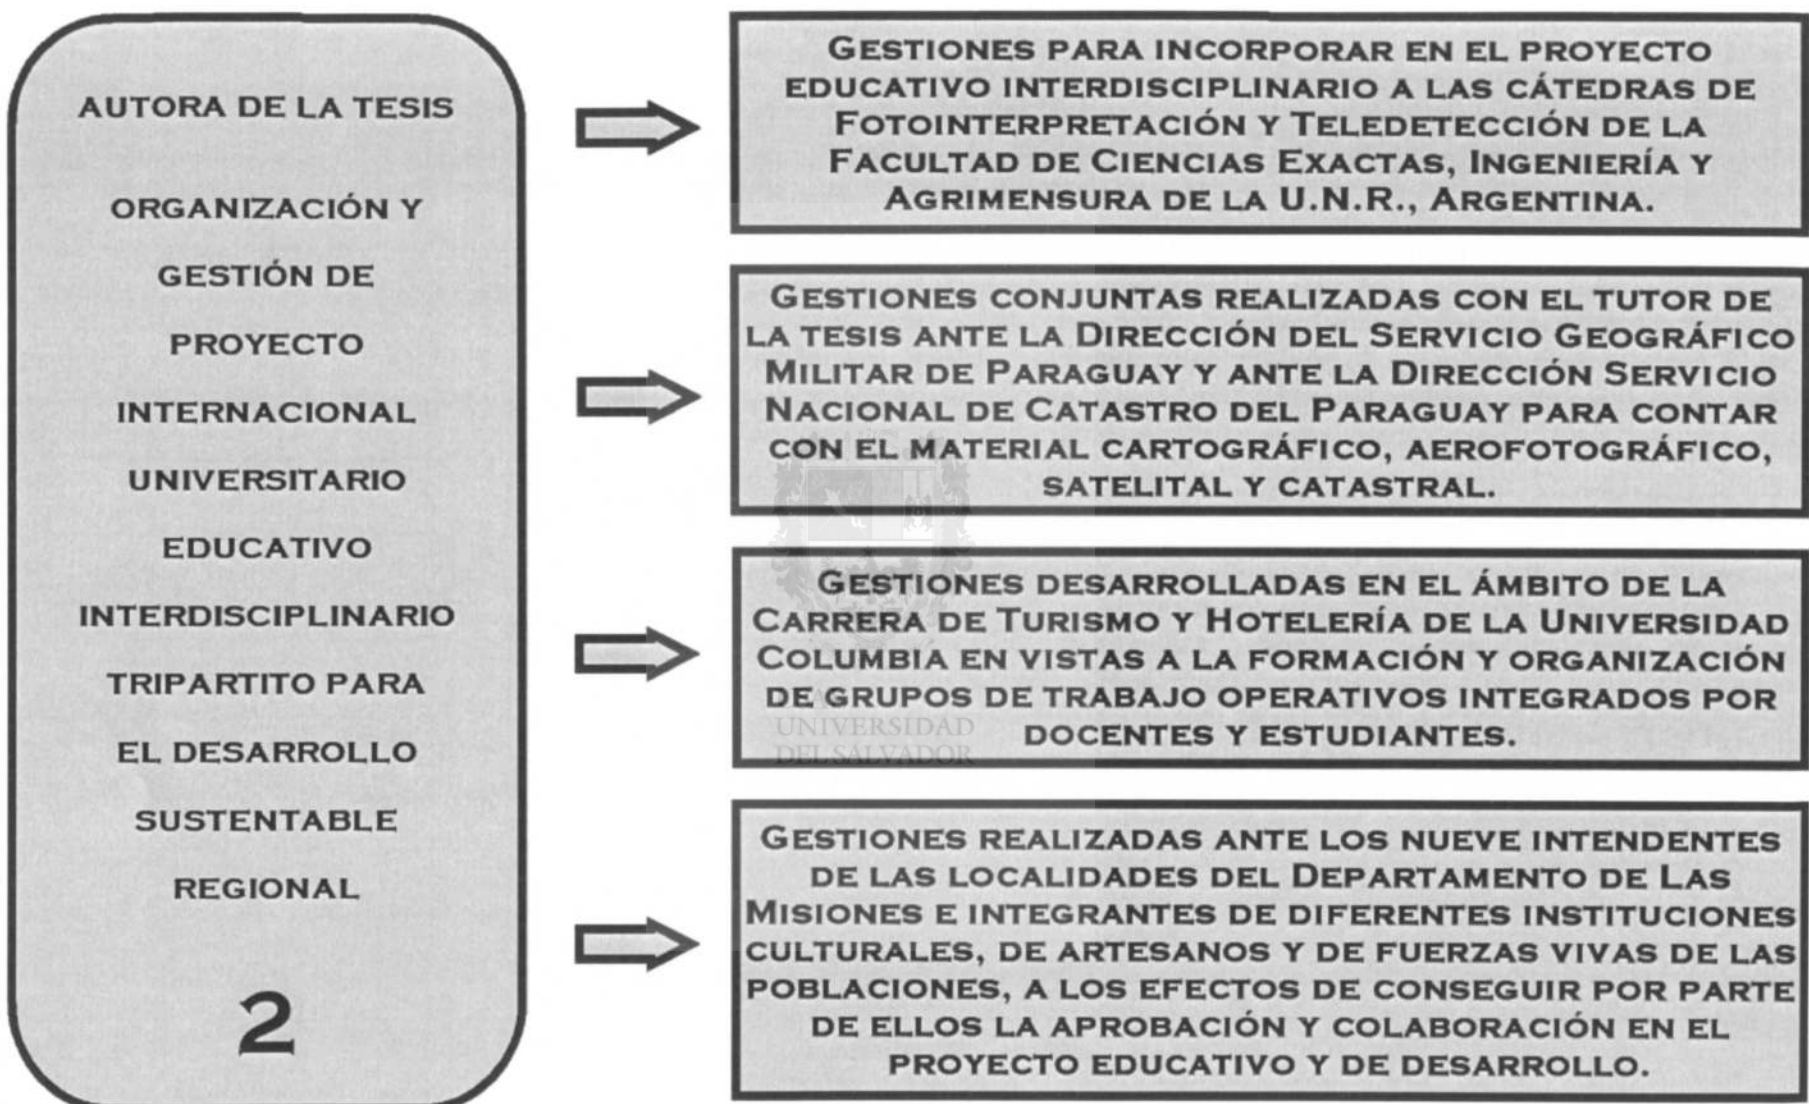 AUTORA DE LA TESIS
ORGANIZACIÓN Y
GESTIÓN DE
PROYECTO
INTERNACIONAL
UNIVERSITARIO
EDUCATIVO
INTERDISCIPLINARIO
TRIPARTITO PARA
EL DESARROLLO
SUSTENTABLE
REGIONAL
2
GESTIONES PARA INCORPORAR EN EL PROYECTO
EDUCATIVO INTERDISCIPLINARIO A LAS CÁTEDRAS DE
FOTOINTERPRETACIÓN Y TELEDETECCIÓN DE LA
FACULTAD DE CIENCIAS EXACTAS, INGENIERÍA Y
AGRIMENSURA DE LA U.N.R., ARGENTINA.
GESTIONES CONJUNTAS REALIZADAS CON EL TUTOR DE
LA TESIS ANTE LA DIRECCIÓN DEL SERVICIO GEOGRÁFICO
MILITAR DE PARAGUAY Y ANTE LA DIRECCIÓN SERVICIO
NACIONAL DE CATASTRO DEL PARAGUAY PARA CONTAR
CON EL MATERIAL CARTOGRÁFICO, AEROFOTOGRÁFICO,
SATELITAL Y CATASTRAL.
GESTIONES DESARROLLADAS EN EL ÁMBITO DE LA
CARRERA DE TURISMO Y HOTELERÍA DE LA UNIVERSIDAD
COLUMBIA EN VISTAS A LA FORMACIÓN Y ORGANIZACIÓN
DE GRUPOS DE TRABAJO OPERATIVOS INTEGRADOS POR
DOCENTES Y ESTUDIANTES.
UNIVERSIDAD
DEL SALVADOR
GESTIONES REALIZADAS ANTE LOS NUEVE INTENDENTES
DE LAS LOCALIDADES DEL DEPARTAMENTO DE LAS
MISIONES E INTEGRANTES DE DIFERENTES INSTITUCIONES
CULTURALES, DE ARTESANOS Y DE FUERZAS VIVAS DE LAS
POBLACIONES, A LOS EFECTOS DE CONSEGUIR POR PARTE
DE ELLOS LA APROBACIÓN Y COLABORACIÓN EN EL
PROYECTO EDUCATIVO Y DE DESARROLLO.